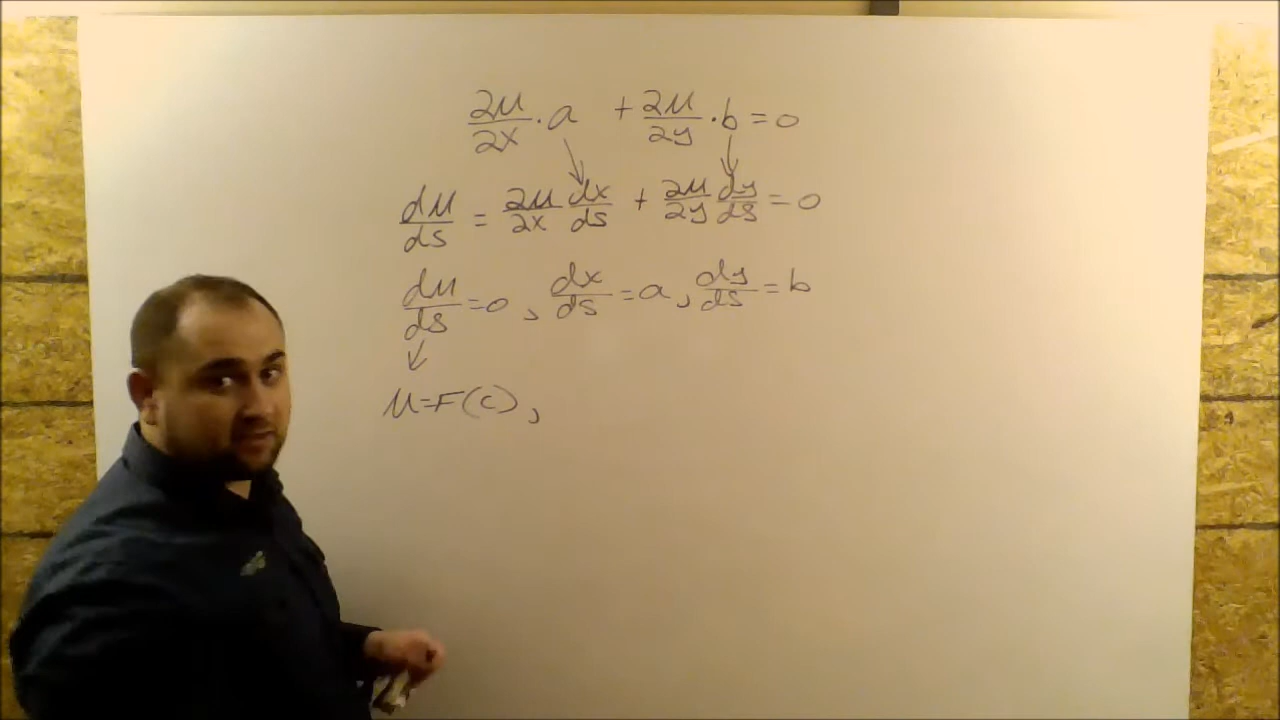 ∂u/∂x · a + ∂u/∂y · b = 0
du/ds = ∂u/∂x dx/ds + ∂u/∂y dy/ds = 0
du/ds = 0, dx/ds = a, dy/ds = b
u = F(c),